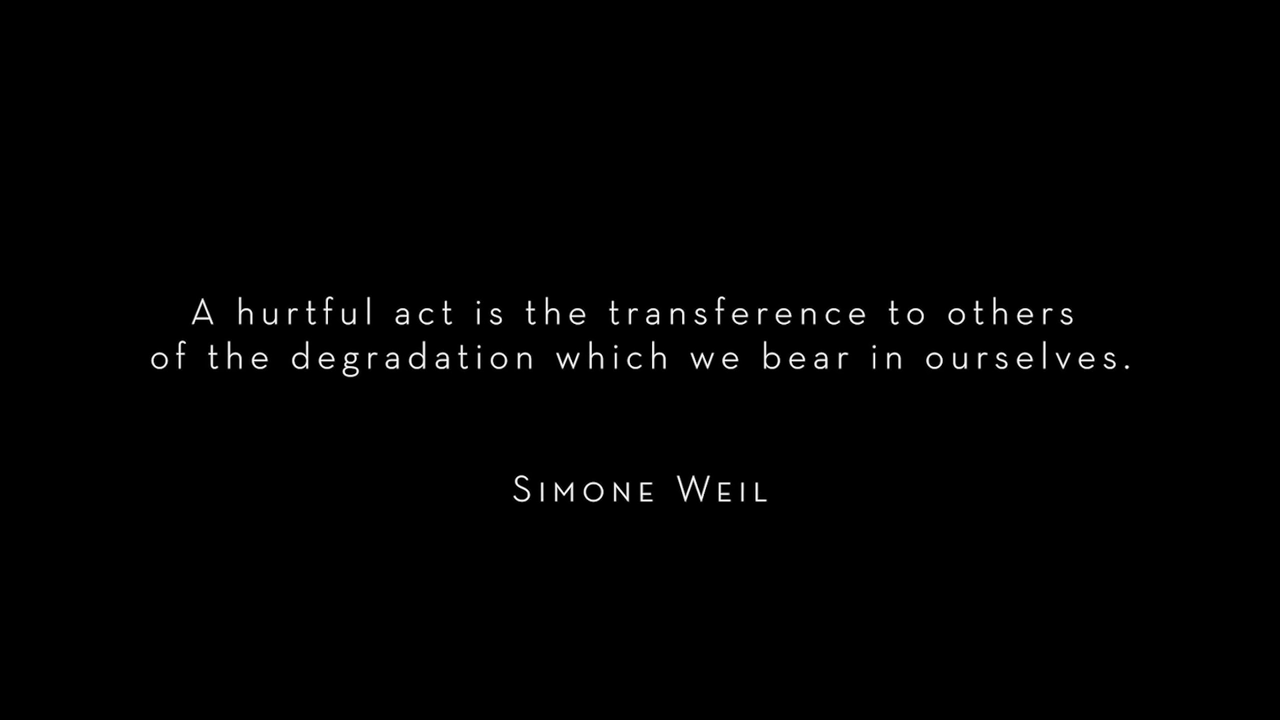 A hurtful act is the transference to others
of the degradation which we bear in ourselves.
Simone Weil